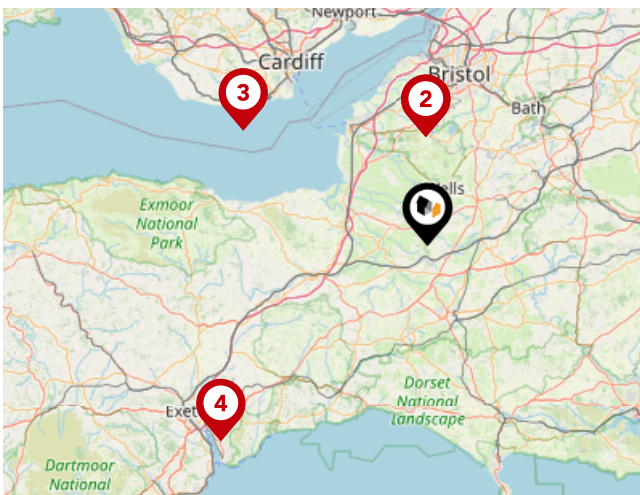 Newport
Cardiff
Bristol
3
2
Bath
Exmoor
National
Park
ells
Dorset
National
Landscape
4
Exet
Dartmoor
National